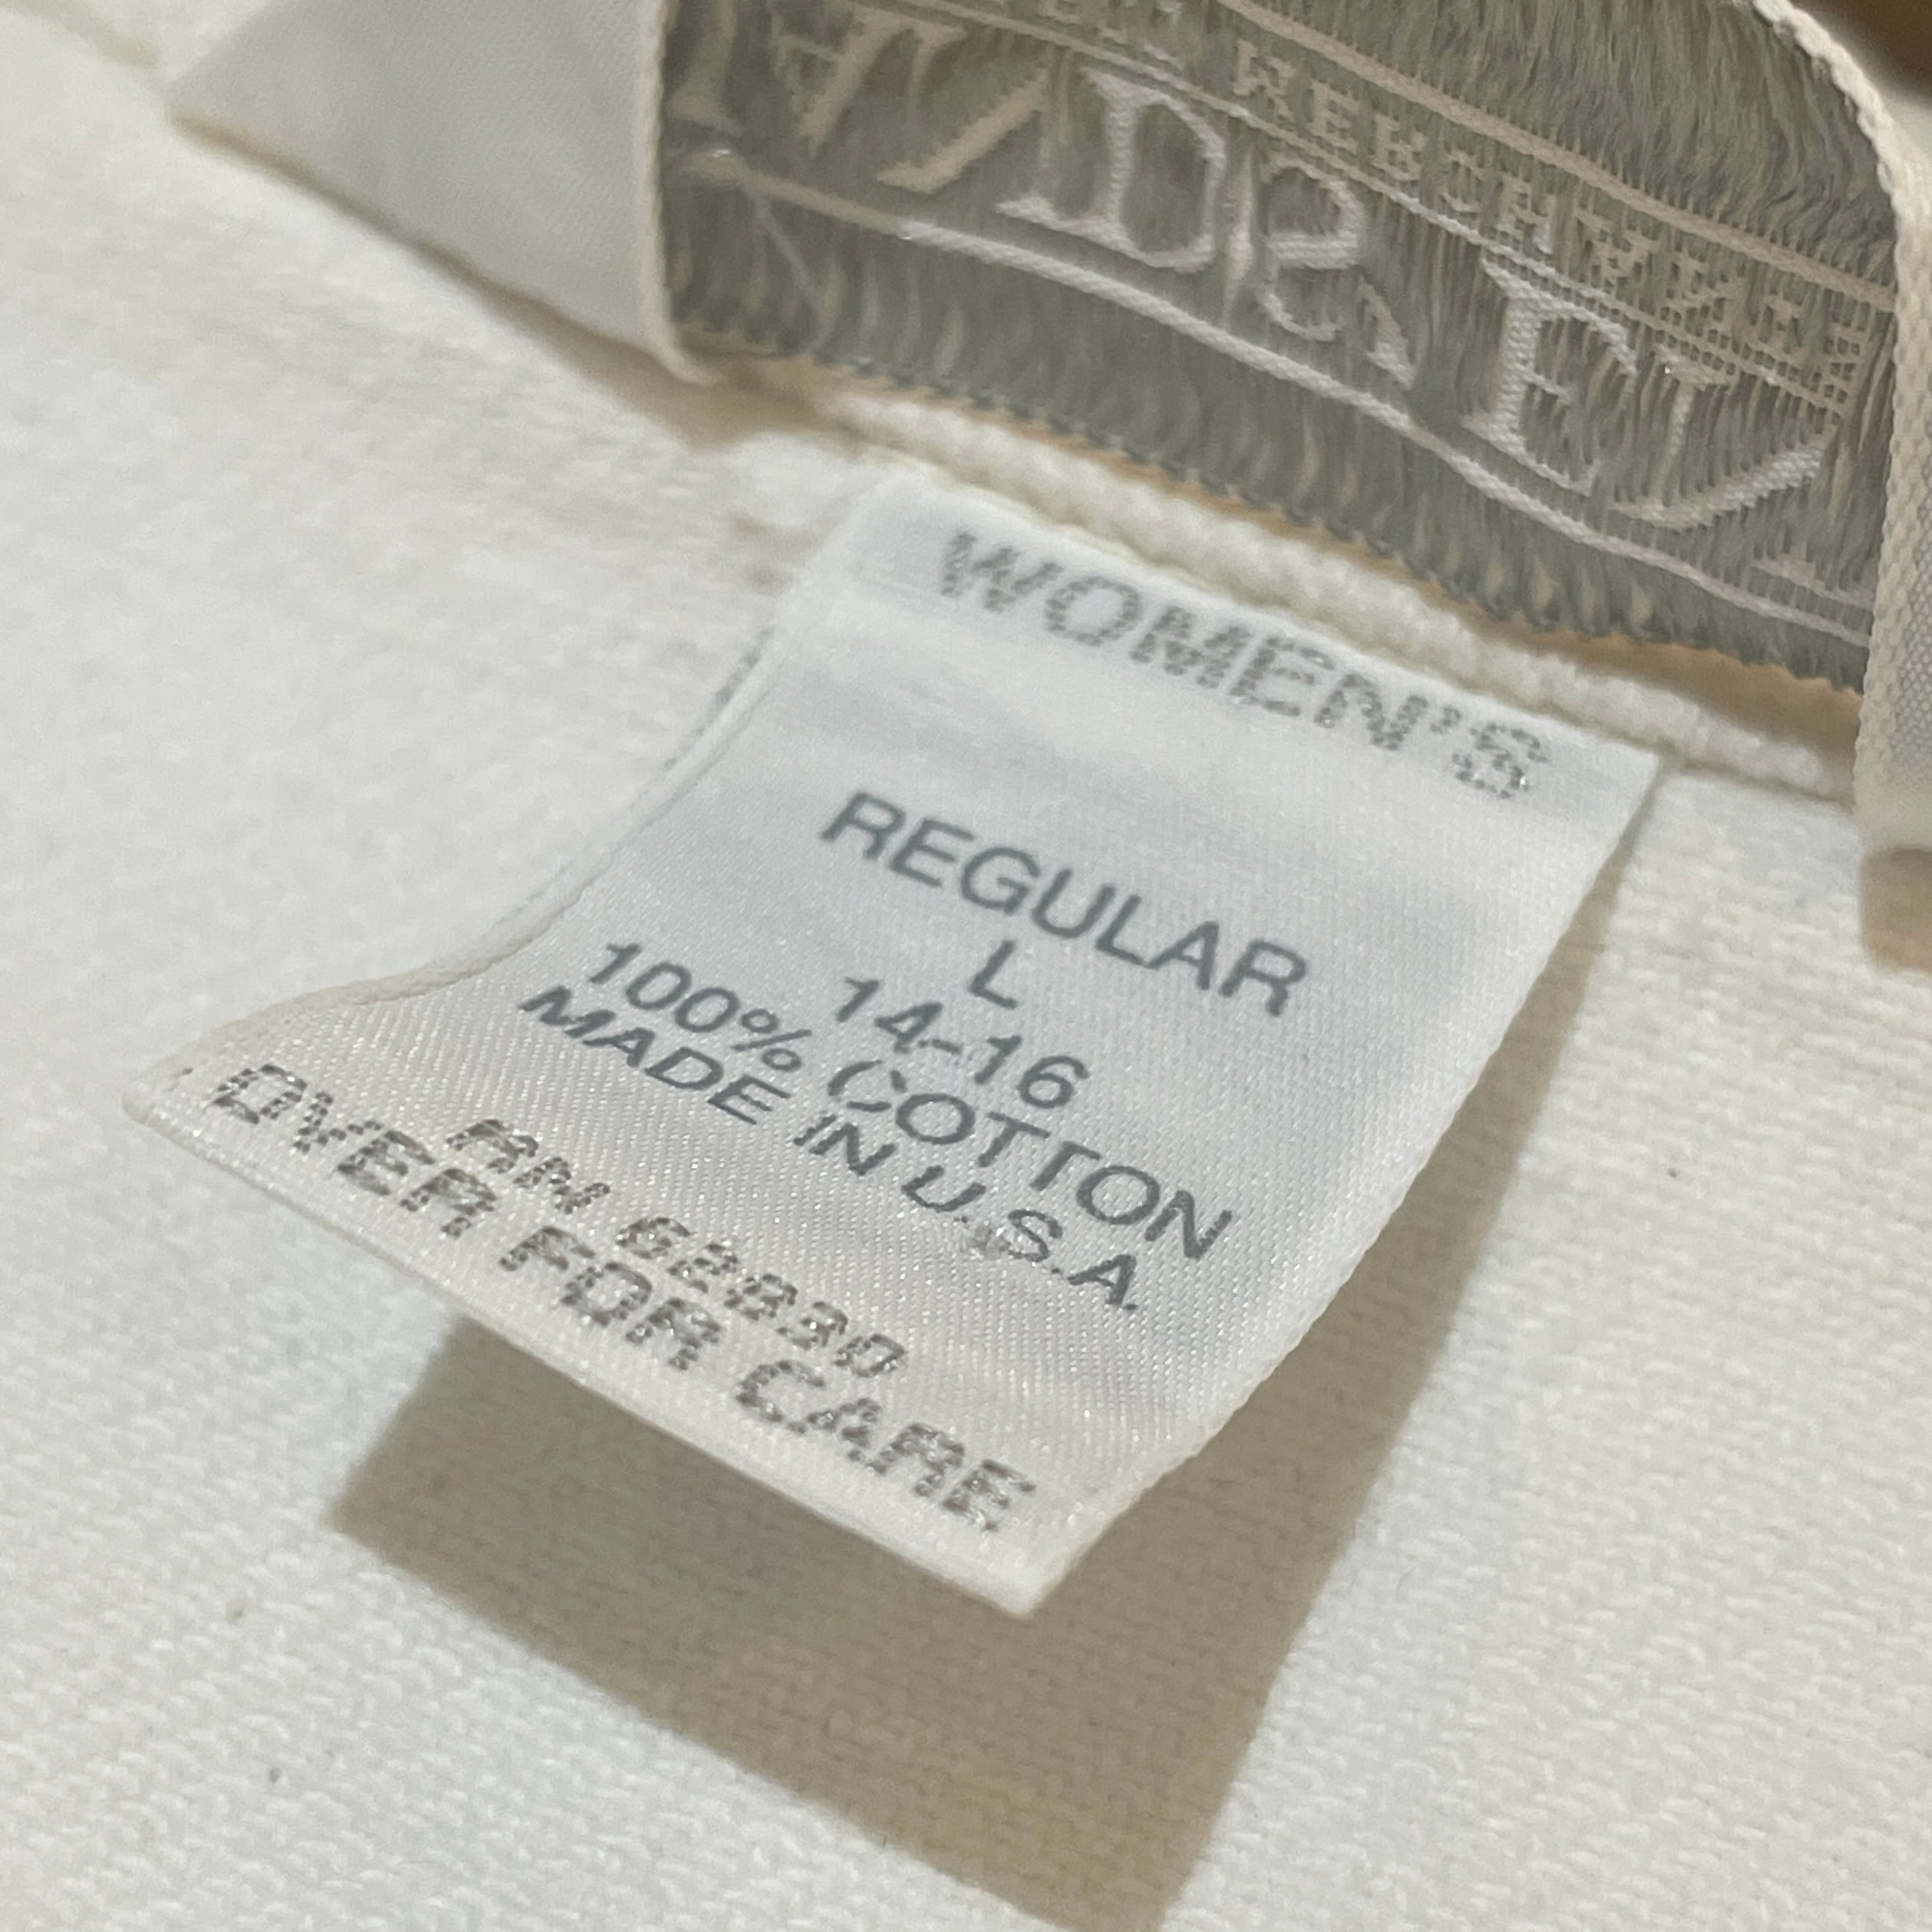 WOMEN'S
REGULAR
L
14-16
100% COTTON
MADE IN U.S.A.
RN 62830
OVER FOR CARE